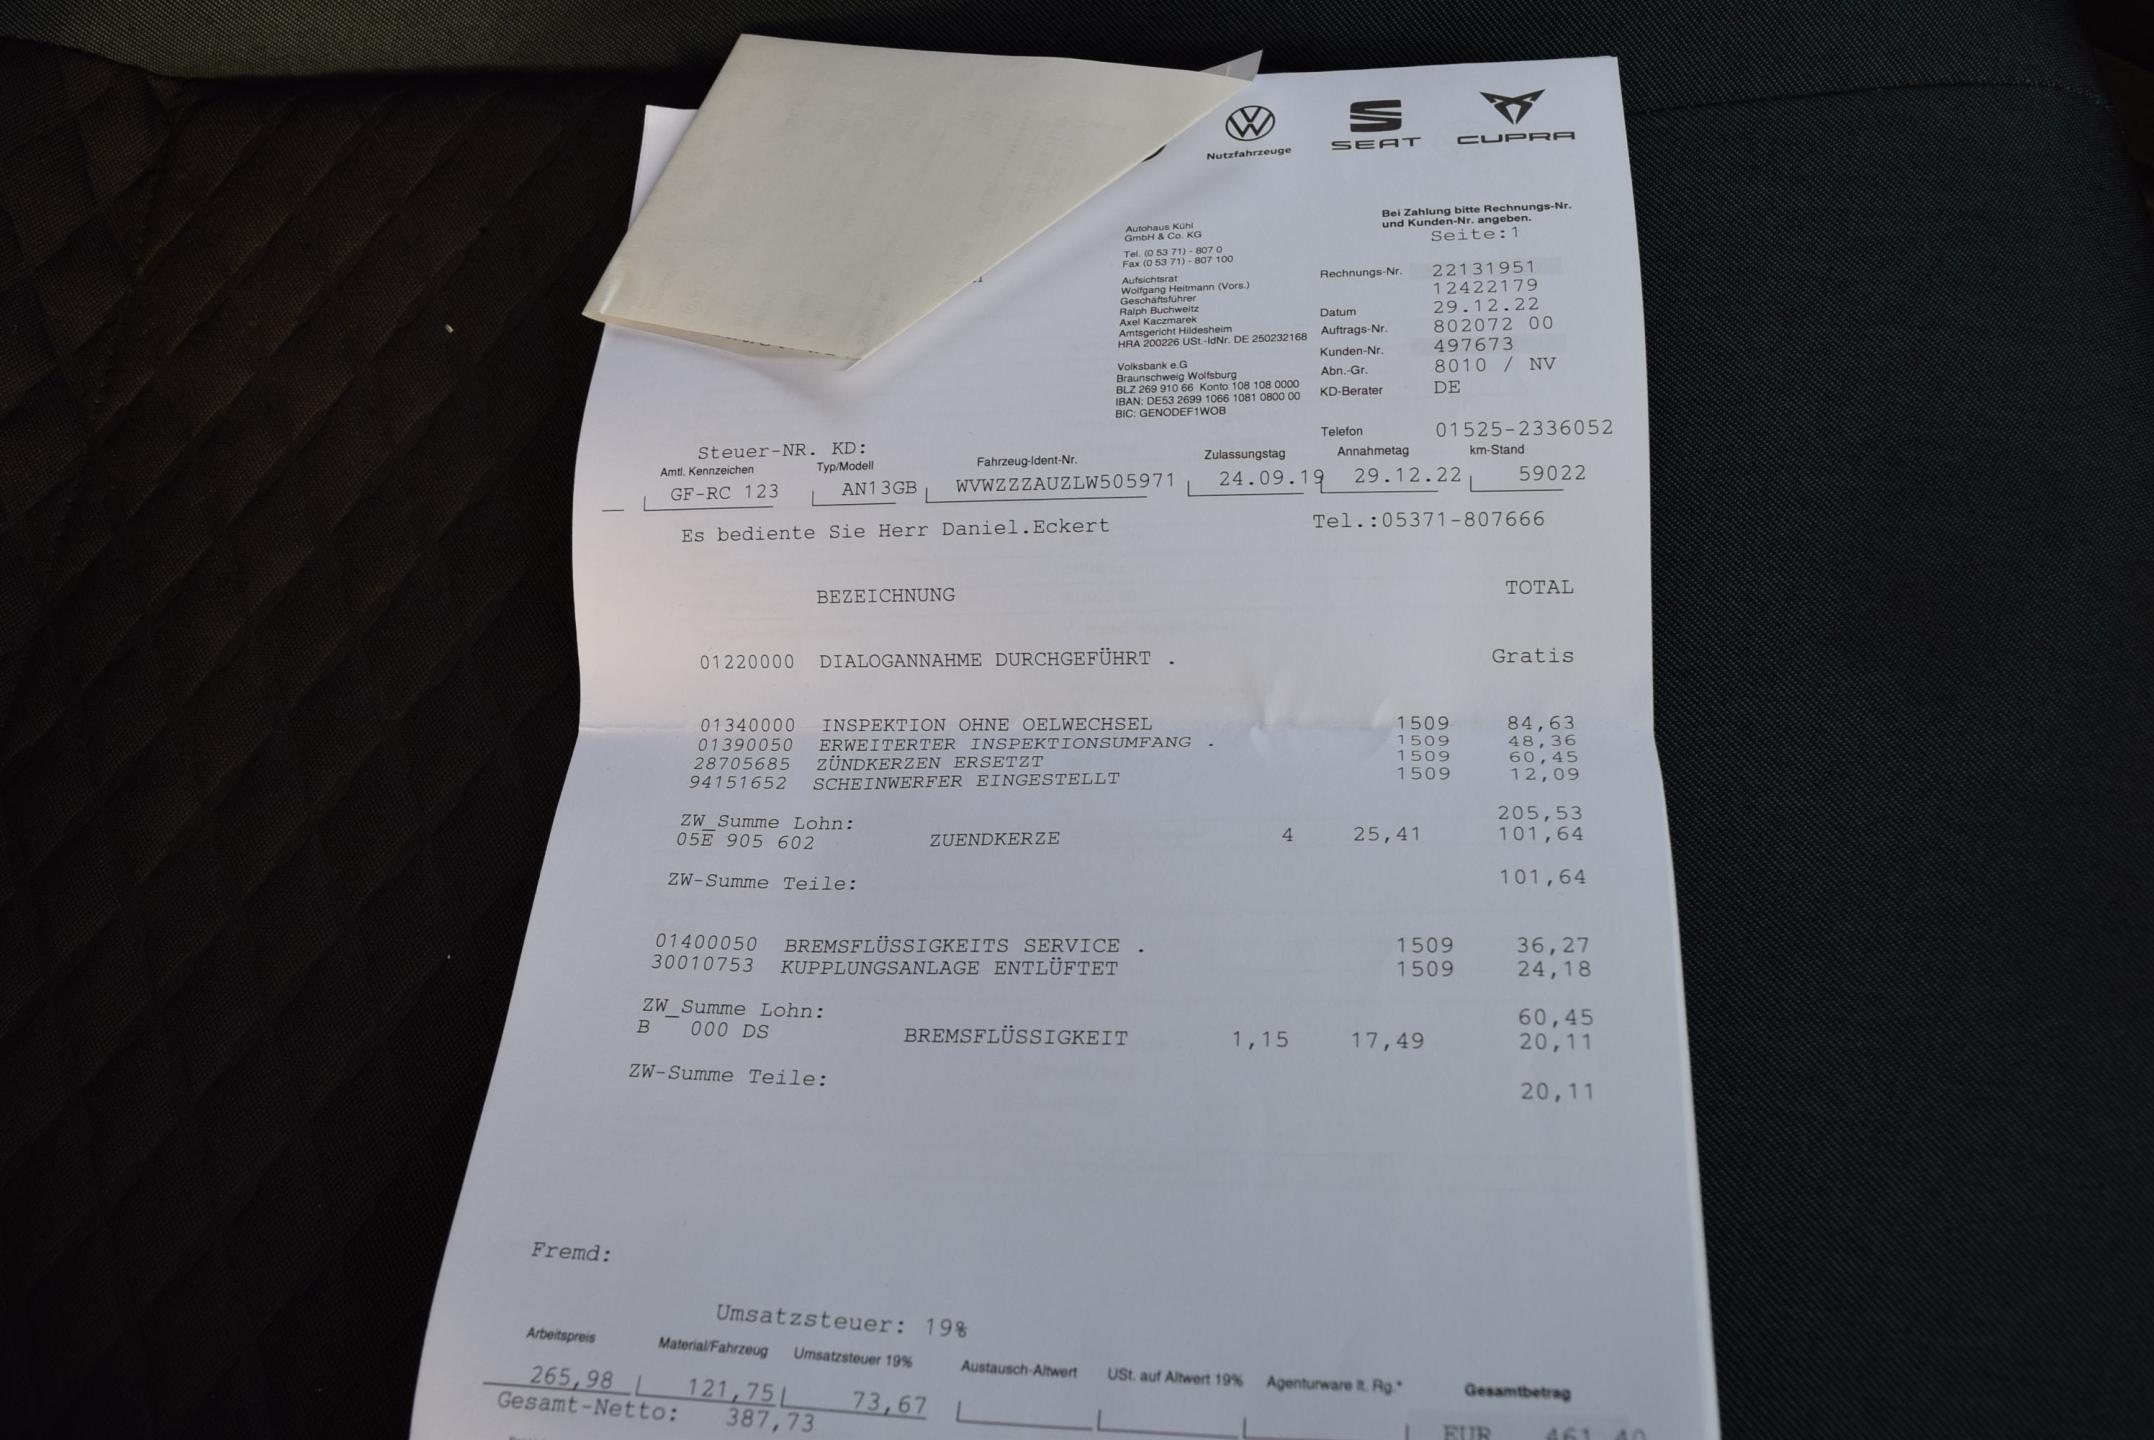 Nutzfahrzeuge
SEAT
CUPRA
Autohaus Kühl
GmbH & Co. KG
Tel. (0 53 71) - 807 0
Fax (0 53 71) - 807 100
Aufsichtsrat
Wolfgang Heitmann (Vors.)
Geschäftsführer
Ralph Buchweitz
Axel Kaczmarek
Amtsgericht Hildesheim
HRA 200226 USt.-IdNr. DE 250232168
Volksbank e.G
Braunschweig Wolfsburg
BLZ 269 910 66 Konto 108 108 0000
IBAN: DE53 2699 1066 1081 0800 00
BIC: GENODEF1WOB
Bei Zahlung bitte Rechnungs-Nr.
und Kunden-Nr. angeben.
Seite:1
Rechnungs-Nr. 22131951
12422179
Datum 29.12.22
Auftrags-Nr. 802072 00
Kunden-Nr. 497673
Abn.-Gr. 8010 / NV
KD-Berater DE
Telefon 01525-2336052
Steuer-NR. KD:
Amtl. Kennzeichen Typ/Modell Fahrzeug-Ident-Nr. Zulassungstag Annahmetag km-Stand
GF-RC 123 AN13GB WVWZZZAUZLW505971 24.09.19 29.12.22 59022
Es bediente Sie Herr Daniel.Eckert Tel.:05371-807666
BEZEICHNUNG TOTAL
01220000 DIALOGANNAHME DURCHGEFÜHRT . Gratis
01340000 INSPEKTION OHNE OELWECHSEL 1509 84,63
01390050 ERWEITERTER INSPEKTIONSUMFANG . 1509 48,36
28705685 ZÜNDKERZEN ERSETZT 1509 60,45
94151652 SCHEINWERFER EINGESTELLT 1509 12,09
ZW_Summe Lohn: 205,53
05E 905 602 ZUENDKERZE 4 25,41 101,64
ZW-Summe Teile: 101,64
01400050 BREMSFLÜSSIGKEITS SERVICE . 1509 36,27
30010753 KUPPLUNGSANLAGE ENTLÜFTET 1509 24,18
ZW_Summe Lohn: 60,45
B 000 DS BREMSFLÜSSIGKEIT 1,15 17,49 20,11
ZW-Summe Teile: 20,11
Fremd:
Umsatzsteuer: 19%
Arbeitspreis Material/Fahrzeug Umsatzsteuer 19% Austausch-Altwert USt. auf Altwert 19% Agenturware lt. Rg.* Gesamtbetrag
265,98 121,75 73,67
Gesamt-Netto: 387,73
EUR 461,40